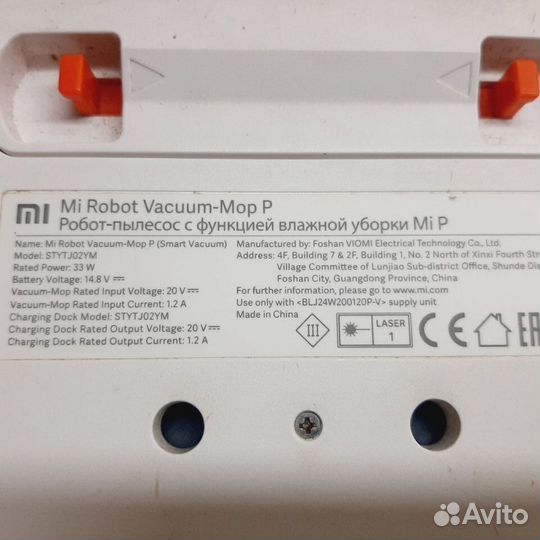 mi Mi Robot Vacuum-Mop P
Робот-пылесос с функцией влажной уборки Mi P
Name: Mi Robot Vacuum-Mop P (Smart Vacuum)
Model: STYTJ02YM
Rated Power: 33 W
Battery Voltage: 14.8 V
Vacuum-Mop Rated Input Voltage: 20 V
Vacuum-Mop Rated Input Current: 1.2 A
Charging Dock Model: STYTJ02YM
Charging Dock Rated Output Voltage: 20 V
Charging Dock Rated Output Current: 1.2 A
Manufactured by: Foshan VIOMI Electrical Technology Co., Ltd.
Address: 4F, Building 7 & 2F, Building 1, No. 2 North of Xinxi Fourth
Village Committee of Lunjiao Sub-district Office, Shunde
Foshan City, Guangdong Province, China
For further information, please go to www.mi.com
Use only with <BLJ24W200120P-V> supply unit
Made in China
III
LASER
1
CE
EAC
Avito